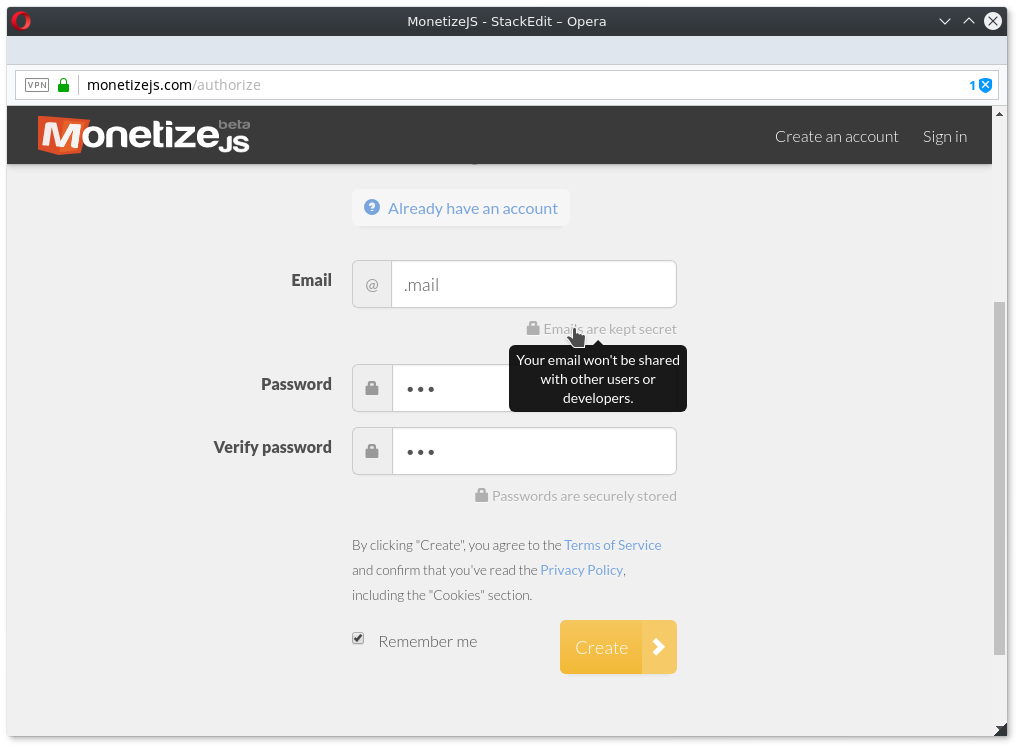 MonetizeJS - StackEdit – Opera
VPN monetizejs.com/authorize 1
MonetizeJS beta
Create an account Sign in
Already have an account
Email @ .mail
Emails are kept secret
Your email won't be shared
with other users or
developers.
Password •••
Verify password •••
Passwords are securely stored
By clicking "Create", you agree to the Terms of Service
and confirm that you've read the Privacy Policy,
including the "Cookies" section.
Remember me Create